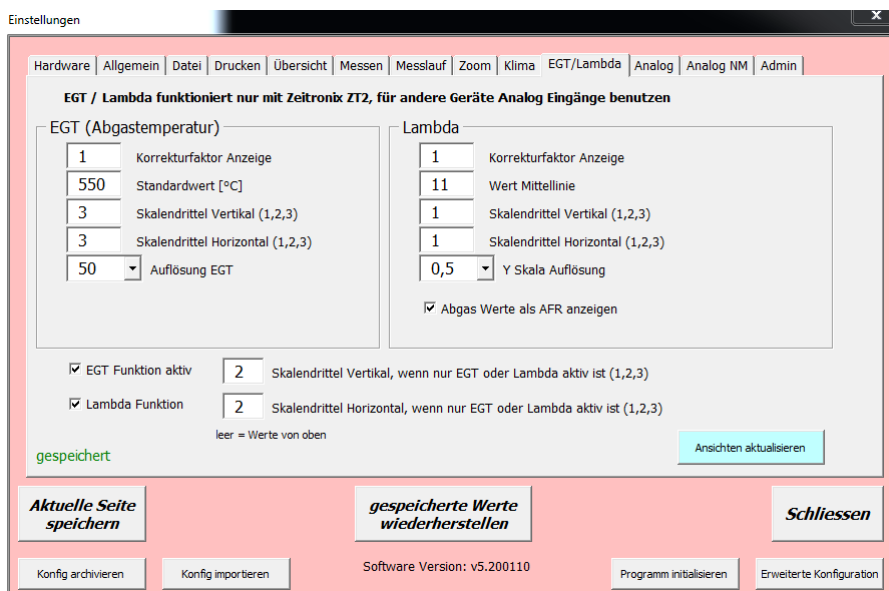 Einstellungen
x
Hardware Allgemein Datei Drucken Übersicht Messen Messlauf Zoom Klima EGT/Lambda Analog Analog NM Admin
EGT / Lambda funktioniert nur mit Zeitronix ZT2, für andere Geräte Analog Eingänge benutzen
EGT (Abgastemperatur)
1 Korrekturfaktor Anzeige
550 Standardwert [°C]
3 Skalendrittel Vertikal (1,2,3)
3 Skalendrittel Horizontal (1,2,3)
50 Auflösung EGT
Lambda
1 Korrekturfaktor Anzeige
11 Wert Mittellinie
1 Skalendrittel Vertikal (1,2,3)
1 Skalendrittel Horizontal (1,2,3)
0,5 Y Skala Auflösung
Abgas Werte als AFR anzeigen
EGT Funktion aktiv 2 Skalendrittel Vertikal, wenn nur EGT oder Lambda aktiv ist (1,2,3)
Lambda Funktion 2 Skalendrittel Horizontal, wenn nur EGT oder Lambda aktiv ist (1,2,3)
leer = Werte von oben
gespeichert
Ansichten aktualisieren
Aktuelle Seite
speichern
gespeicherte Werte
wiederherstellen
Schliessen
Konfig archivieren
Konfig importieren
Software Version: v5.200110
Programm initialisieren
Erweiterte Konfiguration